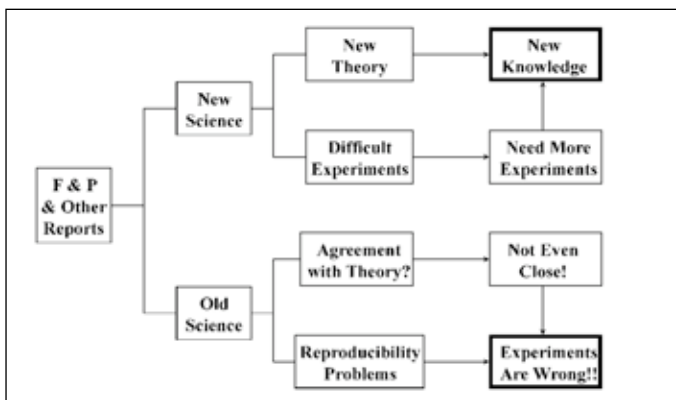 New
Theory
New
Knowledge
New
Science
Difficult
Experiments
Need More
Experiments
F & P
& Other
Reports
Agreement
with Theory?
Not Even
Close!
Old
Science
Reproducibility
Problems
Experiments
Are Wrong!!